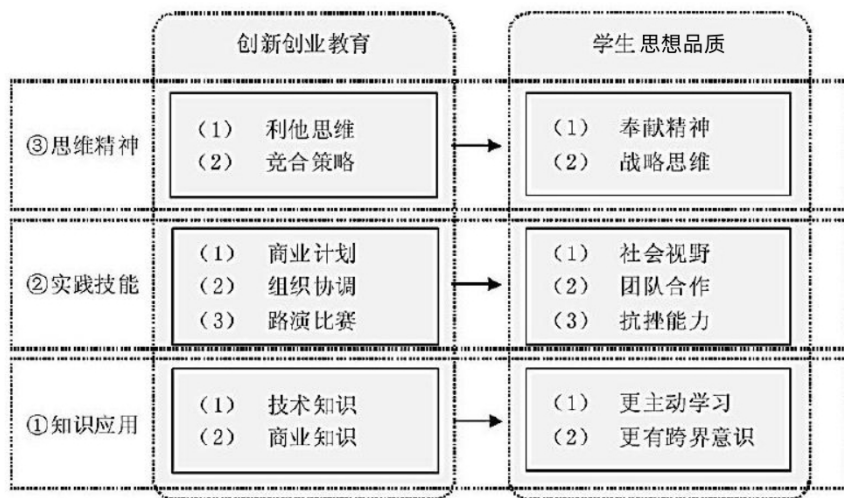 创新创业教育
学生思想品质
③思维精神
（1） 利他思维
（2） 竞合策略
（1） 奉献精神
（2） 战略思维
②实践技能
（1） 商业计划
（2） 组织协调
（3） 路演比赛
（1） 社会视野
（2） 团队合作
（3） 抗挫能力
①知识应用
（1） 技术知识
（2） 商业知识
（1） 更主动学习
（2） 更有跨界意识